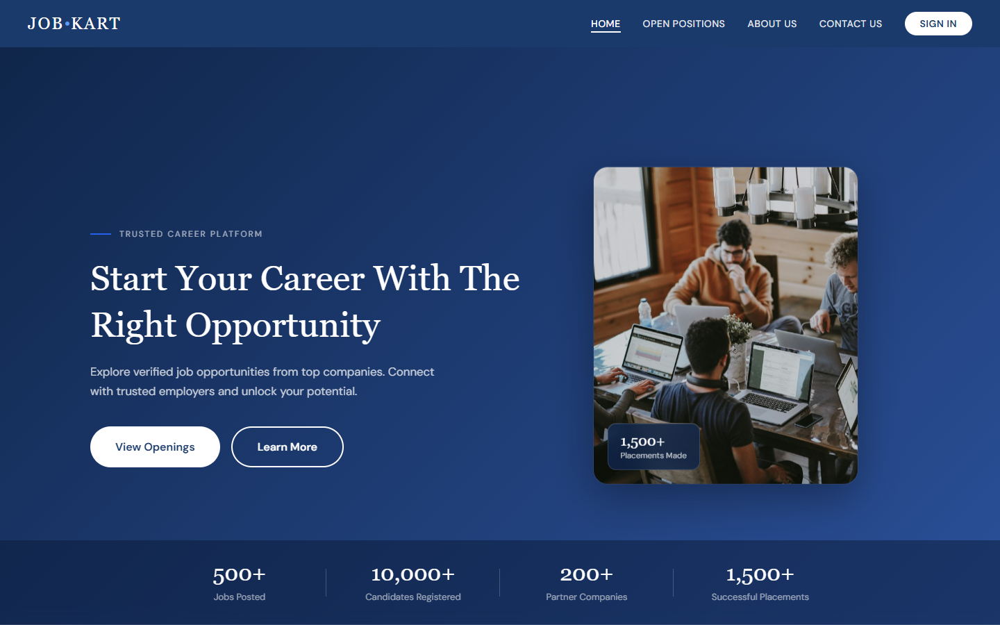 JOB•KART
HOME
OPEN POSITIONS
ABOUT US
CONTACT US
SIGN IN
TRUSTED CAREER PLATFORM
Start Your Career With The
Right Opportunity
Explore verified job opportunities from top companies. Connect
with trusted employers and unlock your potential.
View Openings
Learn More
1,500+
Placements Made
500+
Jobs Posted
10,000+
Candidates Registered
200+
Partner Companies
1,500+
Successful Placements